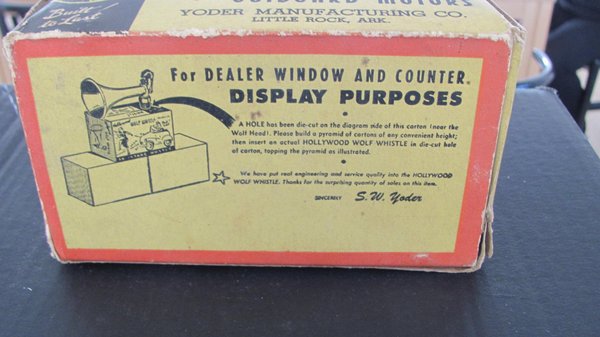 Built
to Last
OUTBOARD MOTORS
YODER MANUFACTURING CO.
LITTLE ROCK, ARK.
For DEALER WINDOW AND COUNTER
DISPLAY PURPOSES
A HOLE has been die-cut on the diagram side of this carton (near the
Wolf Head). Please build a pyramid of cartons of any convenient height;
then insert an actual HOLLYWOOD WOLF WHISTLE in die-cut hole
of carton, topping the pyramid as illustrated.
We have put real engineering and service quality into the HOLLYWOOD
WOLF WHISTLE. Thanks for the surprising quantity of sales on this item.
SINCERELY S. W. Yoder
WOLF WHISTLE